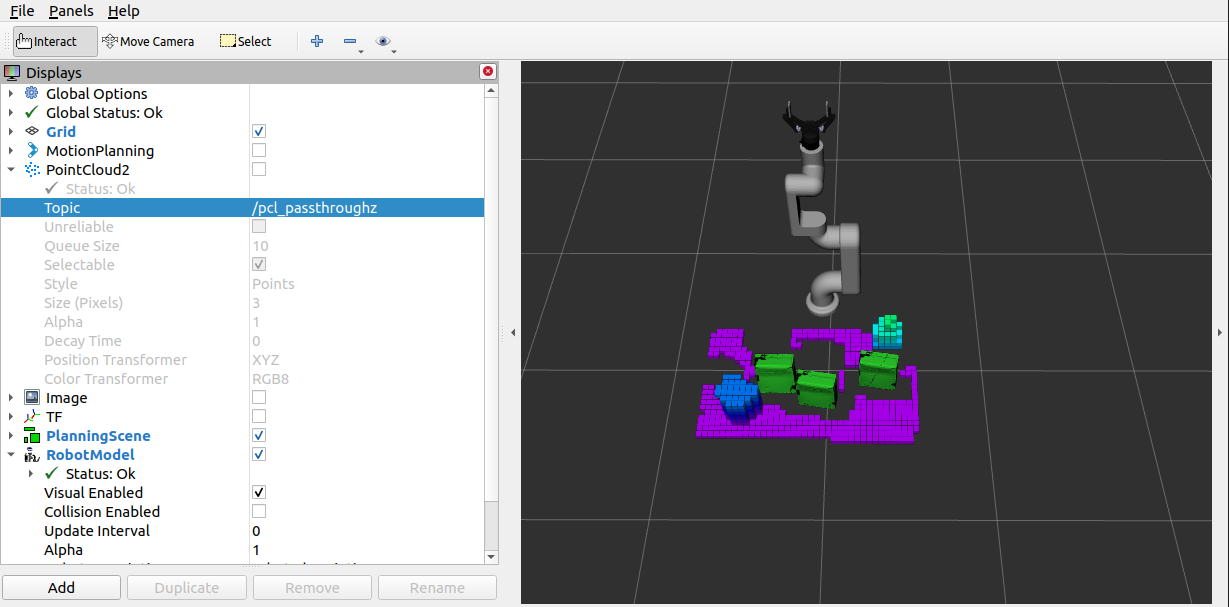 File Panels Help
Interact Move Camera Select
Displays
Global Options
Global Status: Ok
Grid
MotionPlanning
PointCloud2
Status: Ok
Topic /pcl_passthroughz
Unreliable
Queue Size 10
Selectable
Style Points
Size (Pixels) 3
Alpha 1
Decay Time 0
Position Transformer XYZ
Color Transformer RGB8
Image
TF
PlanningScene
RobotModel
Status: Ok
Visual Enabled
Collision Enabled
Update Interval 0
Alpha 1
Add Duplicate Remove Rename